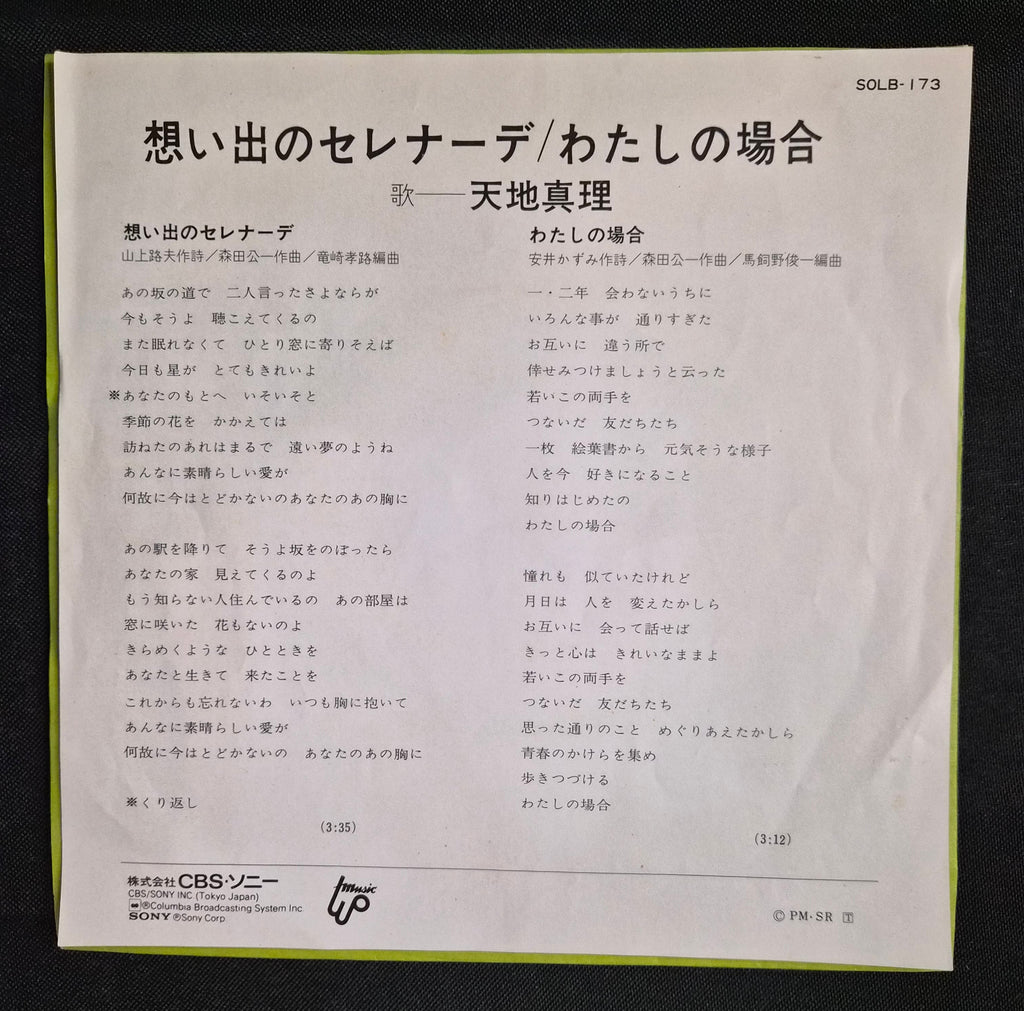 SOLB-173
想い出のセレナーデ/わたしの場合
歌──天地真理
想い出のセレナーデ
山上路夫作詩/森田公一作曲/竜崎孝路編曲
あの坂の道で 二人言ったさよならが
今もそうよ 聴こえてくるの
また眠れなくて ひとり窓に寄りそえば
今日も星が とてもきれいよ
※あなたのもとへ いそいそと
季節の花を かかえては
訪ねたのあれはまるで 遠い夢のようね
あんなに素晴らしい愛が
何故に今はとどかないのあなたのあの胸に
あの駅を降りて そうよ坂をのぼったら
あなたの家 見えてくるのよ
もう知らない人住んでいるの あの部屋は
窓に咲いた 花もないのよ
きらめくような ひとときを
あなたと生きて 来たことを
これからも忘れないわ いつも胸に抱いて
あんなに素晴らしい愛が
何故に今はとどかないの あなたのあの胸に
※くり返し
(3:35)
わたしの場合
安井かずみ作詩/森田公一作曲/馬飼野俊一編曲
一・二年 会わないうちに
いろんな事が 通りすぎた
お互いに 違う所で
倖せみつけましょうと云った
若いこの両手を
つないだ 友だちたち
一枚 絵葉書から 元気そうな様子
人を今 好きになること
知りはじめたの
わたしの場合
憧れも 似ていたけれど
月日は 人を 変えたかしら
お互いに 会って話せば
きっと心は きれいなままよ
若いこの両手を
つないだ 友だちたち
思った通りのこと めぐりあえたかしら
青春のかけらを集め
歩きつづける
わたしの場合
(3:12)
株式会社CBS・ソニー
CBS/SONY INC (Tokyo Japan)
®Columbia Broadcasting System Inc
SONY ®Sony Corp
music up
Ⓒ PM・SR T